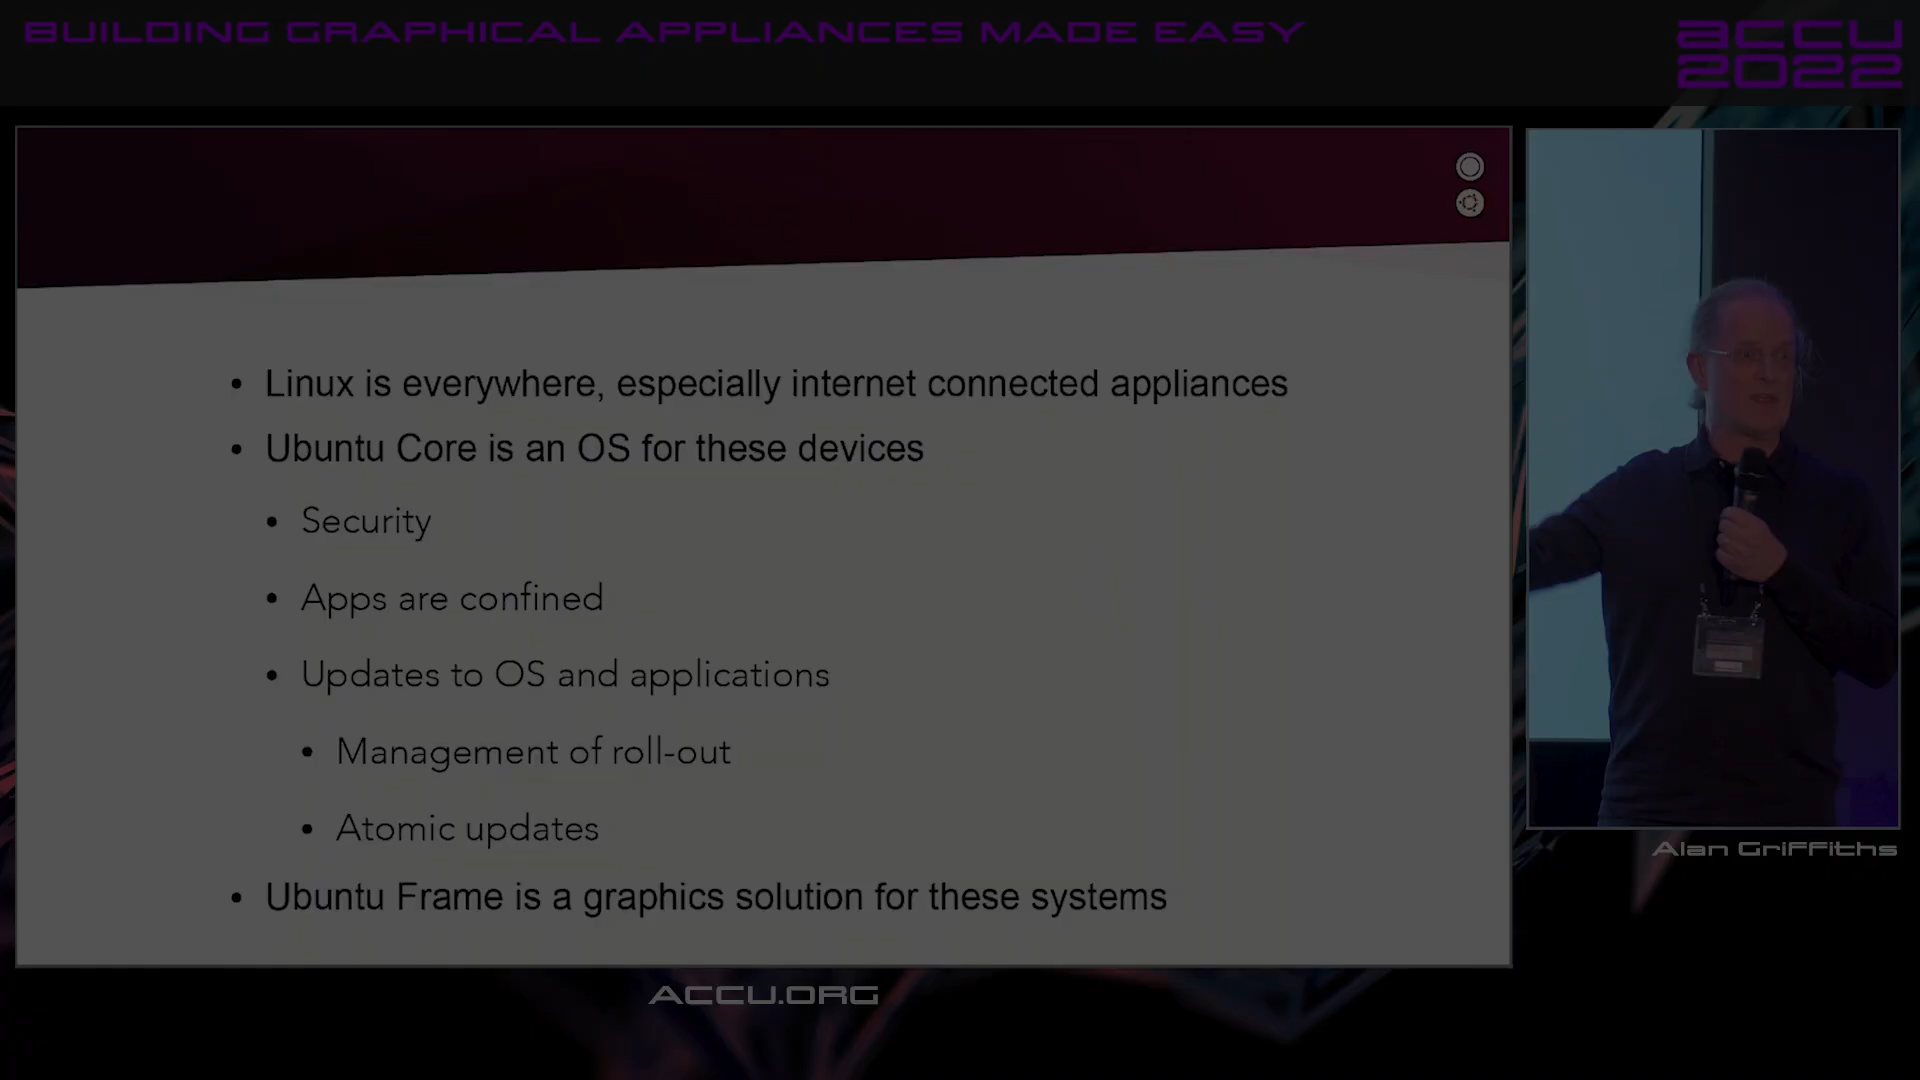 BUILDING GRAPHICAL APPLIANCES MADE EASY
accu
2022
• Linux is everywhere, especially internet connected appliances
• Ubuntu Core is an OS for these devices
• Security
• Apps are confined
• Updates to OS and applications
• Management of roll-out
• Atomic updates
• Ubuntu Frame is a graphics solution for these systems
Alan Griffiths
ACCU.ORG